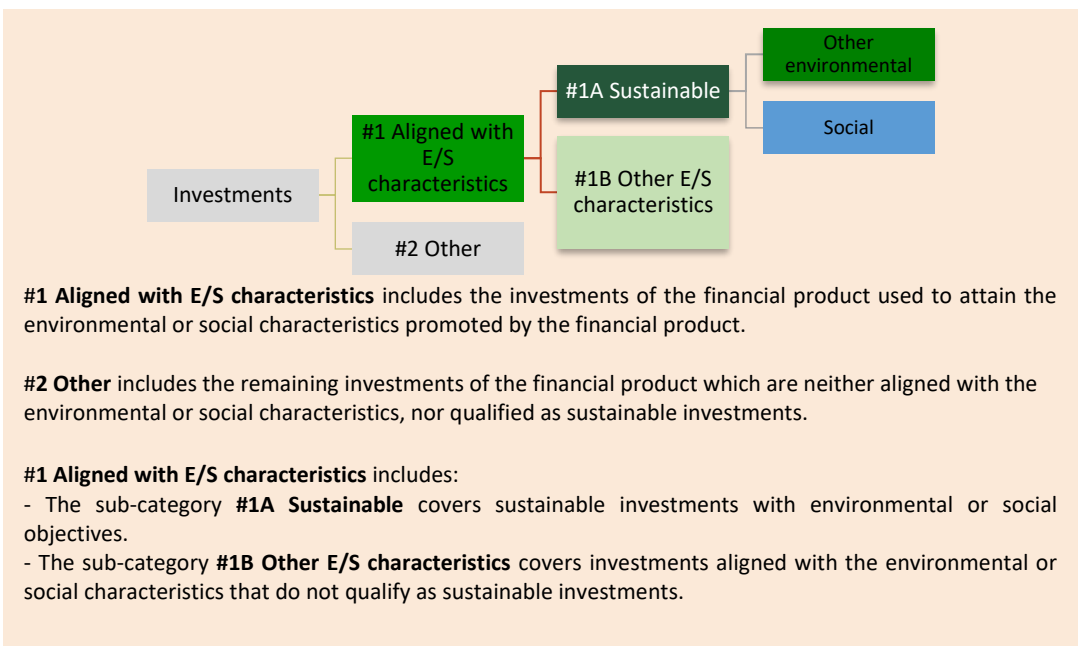 Other
environmental
#1A Sustainable
#1 Aligned with
E/S
characteristics
Social
#1B Other E/S
characteristics
Investments
#2 Other
#1 Aligned with E/S characteristics includes the investments of the financial product used to attain the
environmental or social characteristics promoted by the financial product.
#2 Other includes the remaining investments of the financial product which are neither aligned with the
environmental or social characteristics, nor qualified as sustainable investments.
#1 Aligned with E/S characteristics includes:
- The sub-category #1A Sustainable covers sustainable investments with environmental or social
objectives.
- The sub-category #1B Other E/S characteristics covers investments aligned with the environmental or
social characteristics that do not qualify as sustainable investments.